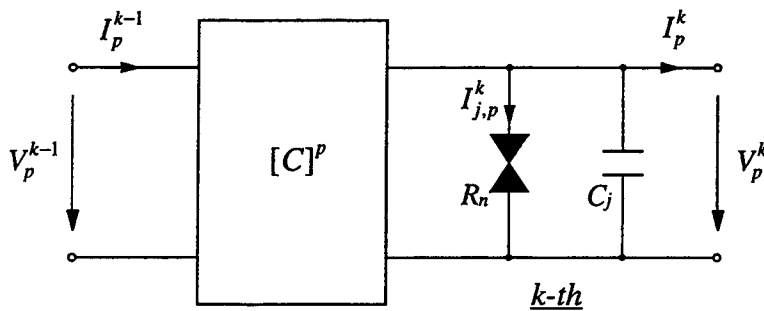 I_p^{k-1}
I_p^k
I_{j,p}^k
V_p^{k-1}
[C]^p
V_p^k
R_n
C_j
k-th